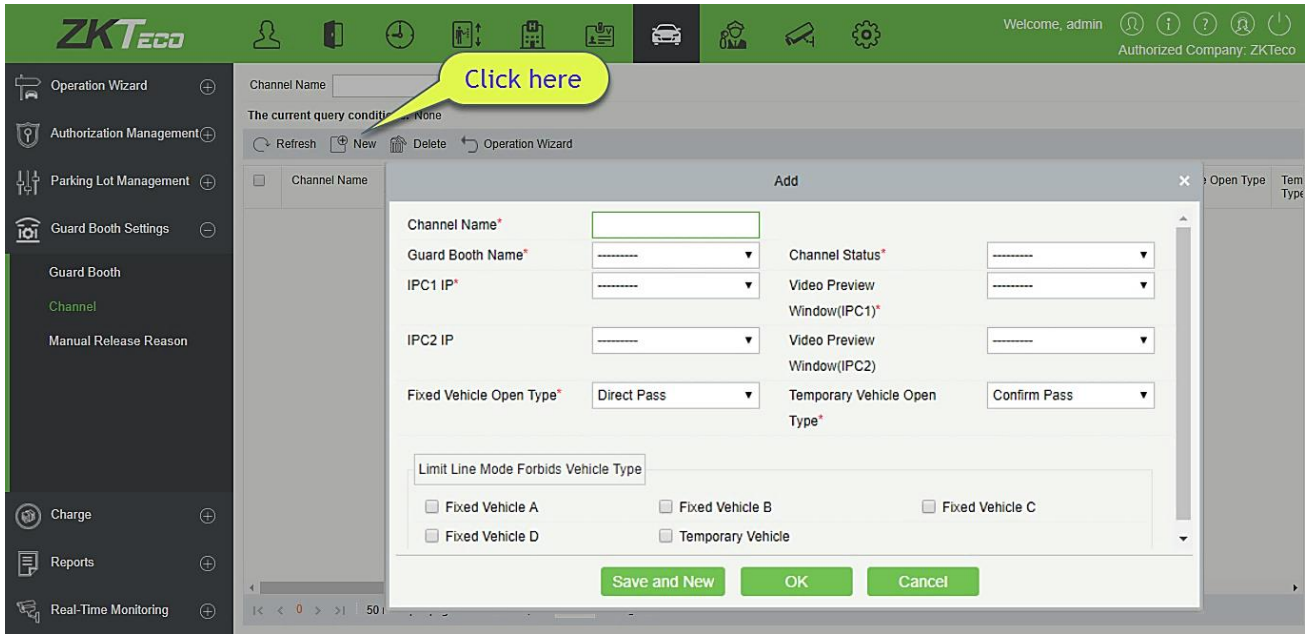 ZKTeco
Welcome, admin
Authorized Company: ZKTeco
Operation Wizard
Authorization Management
Parking Lot Management
Guard Booth Settings
Guard Booth
Channel
Manual Release Reason
Charge
Reports
Real-Time Monitoring
Channel Name
Click here
The current query conditions: None
Refresh New Delete Operation Wizard
Channel Name
Open Type
Tem
Type
Add
×
Channel Name*
Guard Booth Name* ---------
Channel Status* ---------
IPC1 IP* ---------
Video Preview
Window(IPC1)* ---------
IPC2 IP ---------
Video Preview
Window(IPC2) ---------
Fixed Vehicle Open Type* Direct Pass
Temporary Vehicle Open
Type* Confirm Pass
Limit Line Mode Forbids Vehicle Type
Fixed Vehicle A Fixed Vehicle B Fixed Vehicle C
Fixed Vehicle D Temporary Vehicle
Save and New OK Cancel
|< < 0 > >| 50